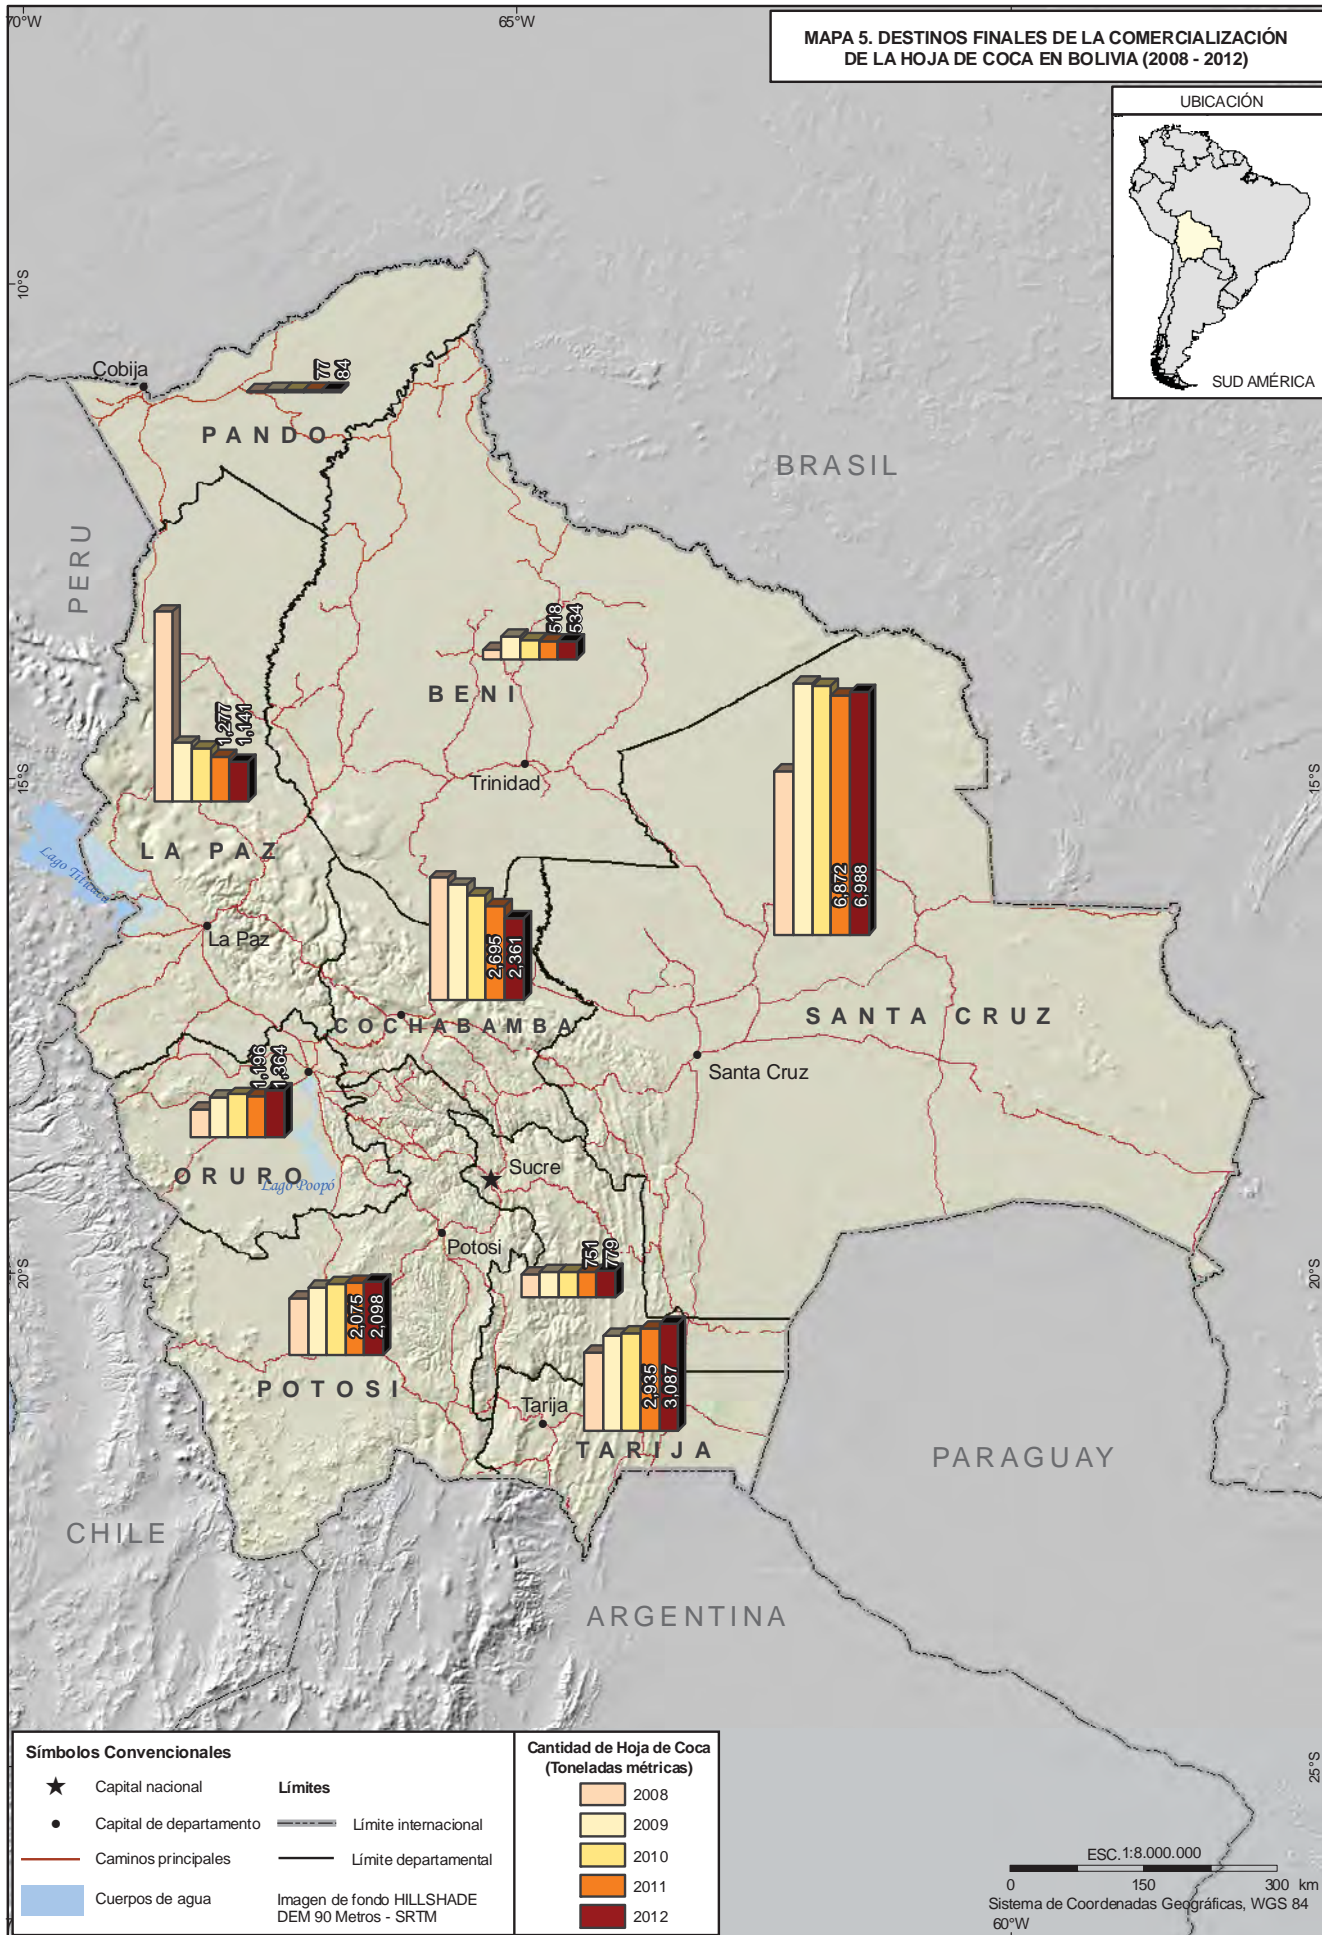 70°W
65°W
MAPA 5. DESTINOS FINALES DE LA COMERCIALIZACIÓN
DE LA HOJA DE COCA EN BOLIVIA (2008 - 2012)
UBICACIÓN
SUD AMÉRICA
10°S
Cobija
77
84
PANDO
BRASIL
PERU
518
534
BENI
1,277
1,141
Trinidad
15°S
15°S
6,872
6,988
LA PAZ
Lago Titicaca
La Paz
2,695
2,361
COCHABAMBA
SANTA CRUZ
1,196
1,364
Santa Cruz
ORURO
Lago Poopó
Sucre
Potosi
751
779
20°S
20°S
2,075
2,098
POTOSI
2,935
3,087
Tarija
TARIJA
PARAGUAY
CHILE
ARGENTINA
Símbolos Convencionales
Capital nacional
Límites
Capital de departamento
Límite internacional
Caminos principales
Límite departamental
Cuerpos de agua
Imagen de fondo HILLSHADE
DEM 90 Metros - SRTM
Cantidad de Hoja de Coca
(Toneladas métricas)
2008
2009
2010
2011
2012
25°S
ESC. 1:8.000.000
0 150 300 km
Sistema de Coordenadas Geográficas, WGS 84
60°W